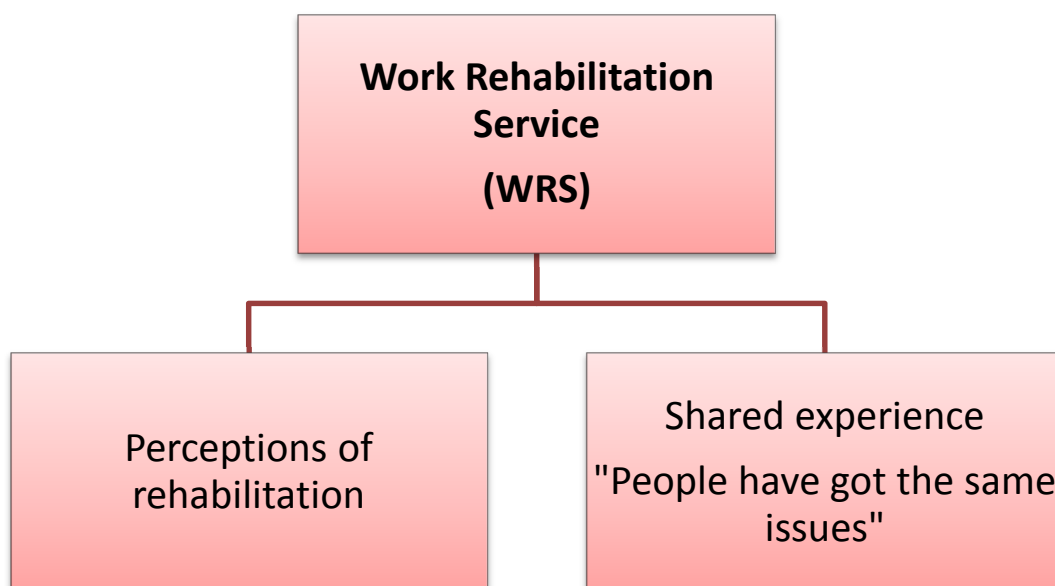 Work Rehabilitation
Service
(WRS)
Perceptions of
rehabilitation
Shared experience
"People have got the same
issues"